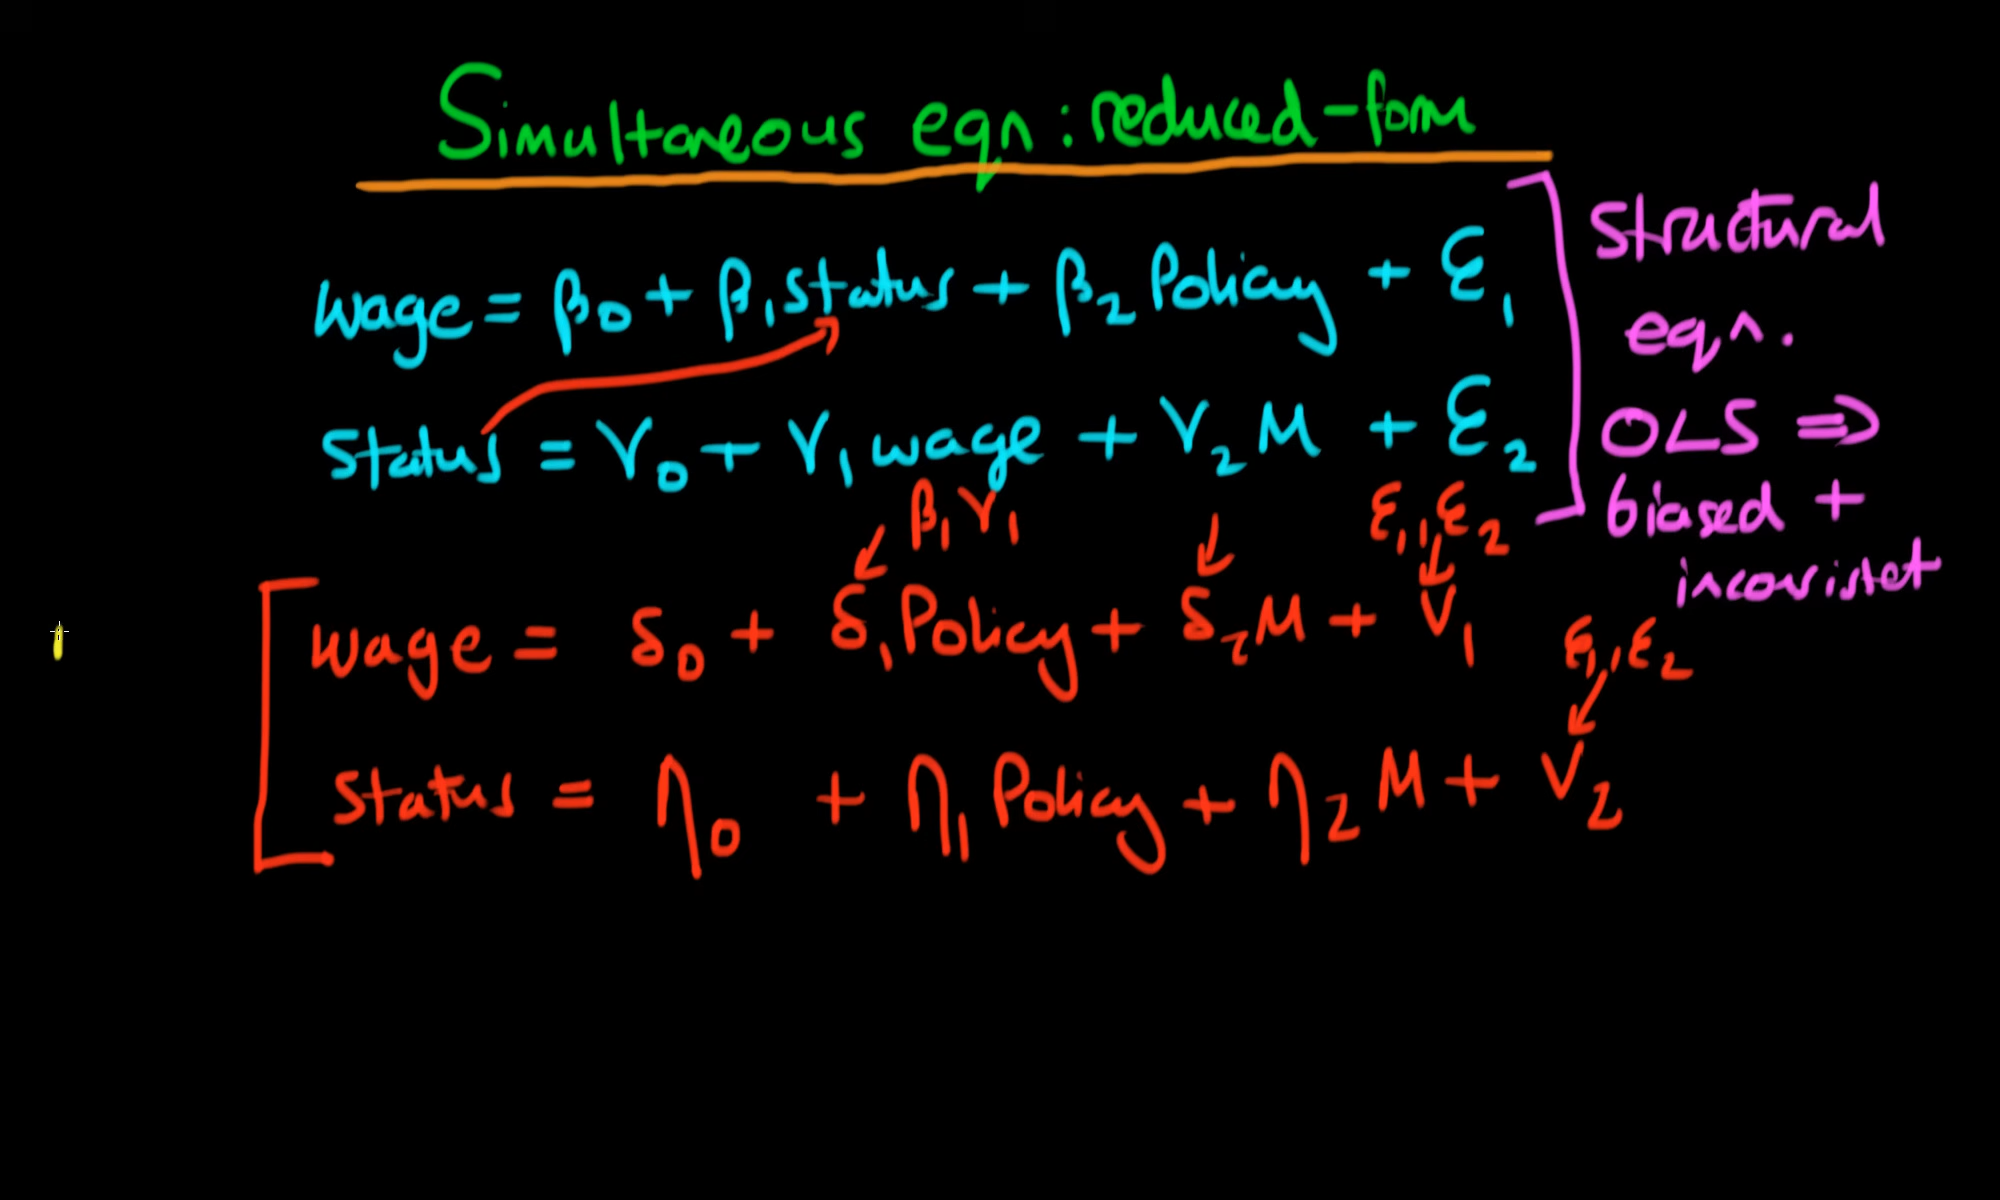 Simultaneous eqn : reduced-form
wage = β0 + β1 status + β2 Policy + ε1
status = γ0 + γ1 wage + γ2 M + ε2
structural
eqn.
OLS ⇒
biased +
inconsistet
β1 γ1
ε1, ε2
wage = δ0 + δ1 Policy + δ2 M + V1
ε1, ε2
status = η0 + η1 Policy + η2 M + V2